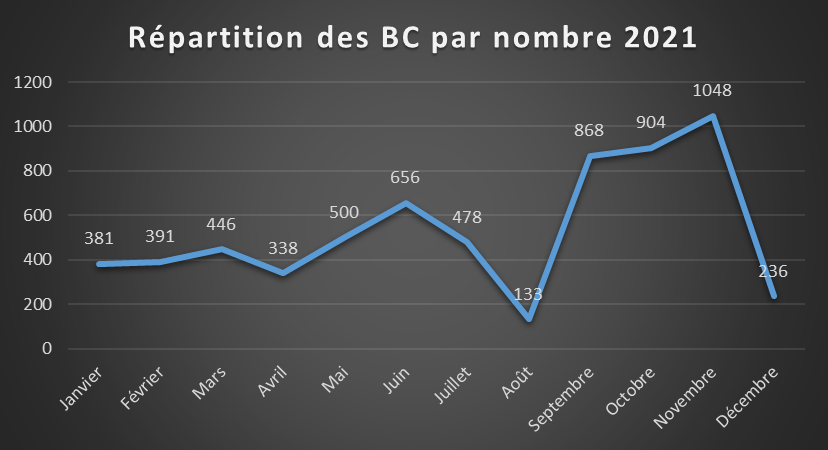 Répartition des BC par nombre 2021
1200
1000
800
600
400
200
0
381
391
446
338
500
656
478
133
868
904
1048
236
Janvier
Février
Mars
Avril
Mai
Juin
Juillet
Août
Septembre
Octobre
Novembre
Décembre